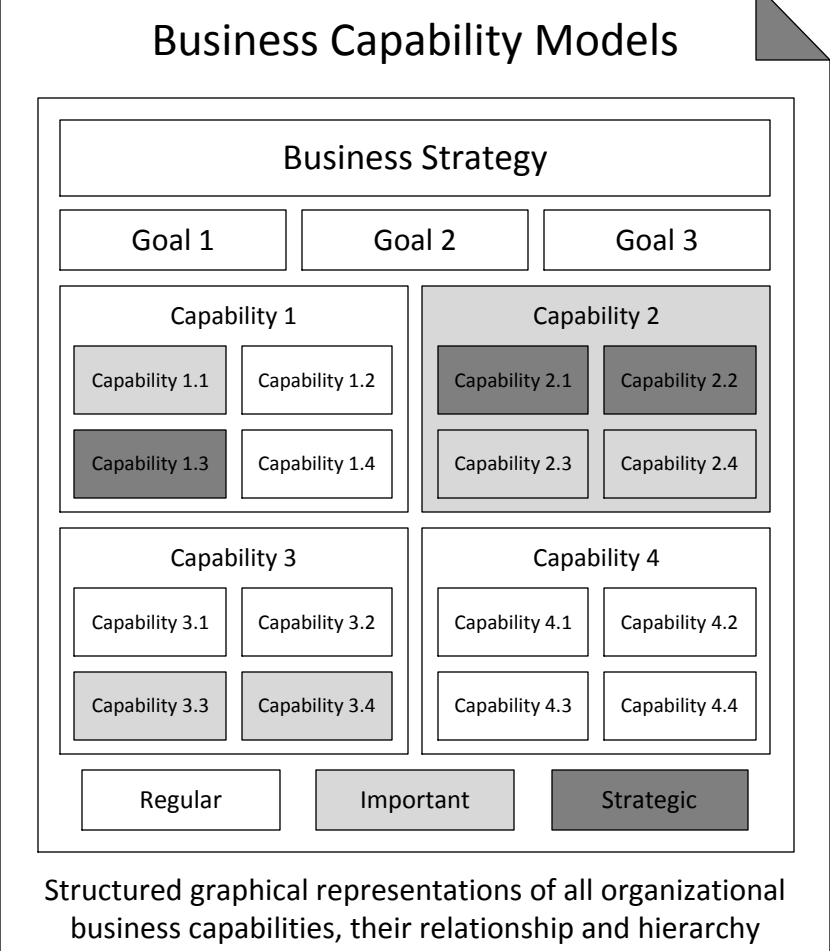 Business Capability Models
Business Strategy
Goal 1
Goal 2
Goal 3
Capability 1
Capability 1.1
Capability 1.2
Capability 1.3
Capability 1.4
Capability 2
Capability 2.1
Capability 2.2
Capability 2.3
Capability 2.4
Capability 3
Capability 3.1
Capability 3.2
Capability 3.3
Capability 3.4
Capability 4
Capability 4.1
Capability 4.2
Capability 4.3
Capability 4.4
Regular
Important
Strategic
Structured graphical representations of all organizational
business capabilities, their relationship and hierarchy